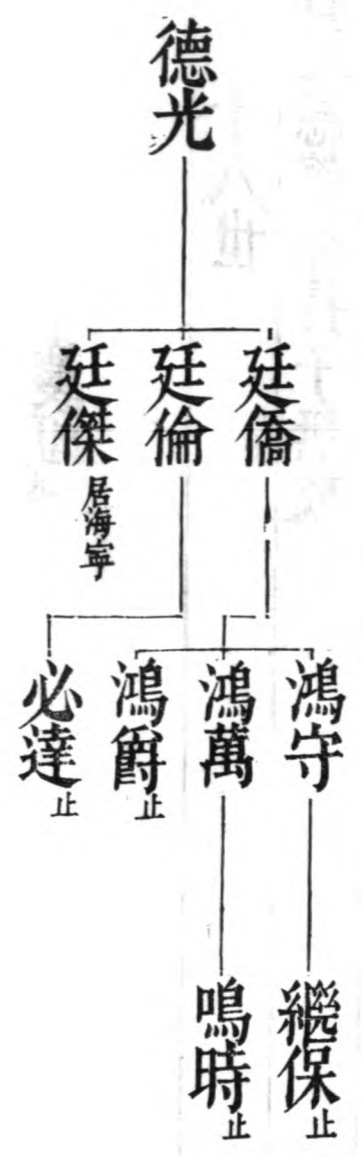 德光
廷僑
廷倫
廷傑 居海寧
鴻守
鴻萬
鴻爵 止
必達 止
繼保 止
鳴時 止